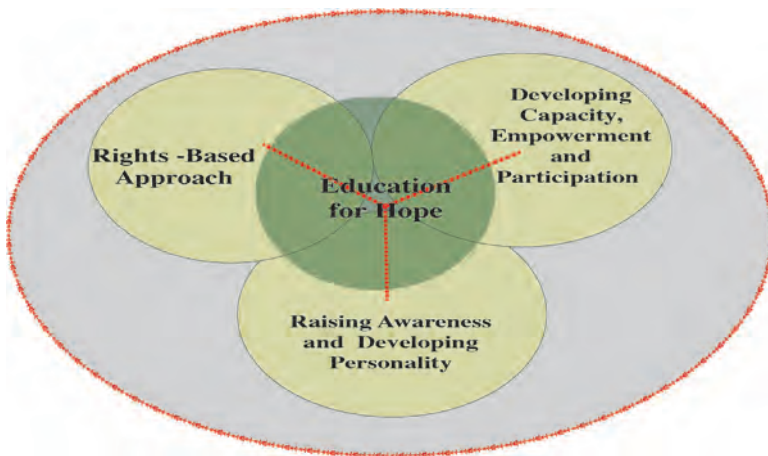 Rights -Based
Approach
Education
for Hope
Developing
Capacity,
Empowerment
and
Participation
Raising Awareness
and Developing
Personality